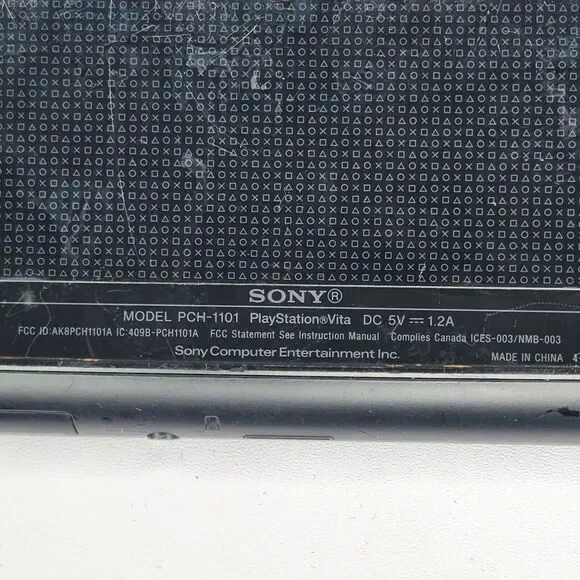 SONY®
MODEL PCH-1101 PlayStation®Vita DC 5V ⎓ 1.2A
FCC ID:AK8PCH1101A IC:409B-PCH1101A FCC Statement See Instruction Manual Complies Canada ICES-003/NMB-003
Sony Computer Entertainment Inc. MADE IN CHINA 4-